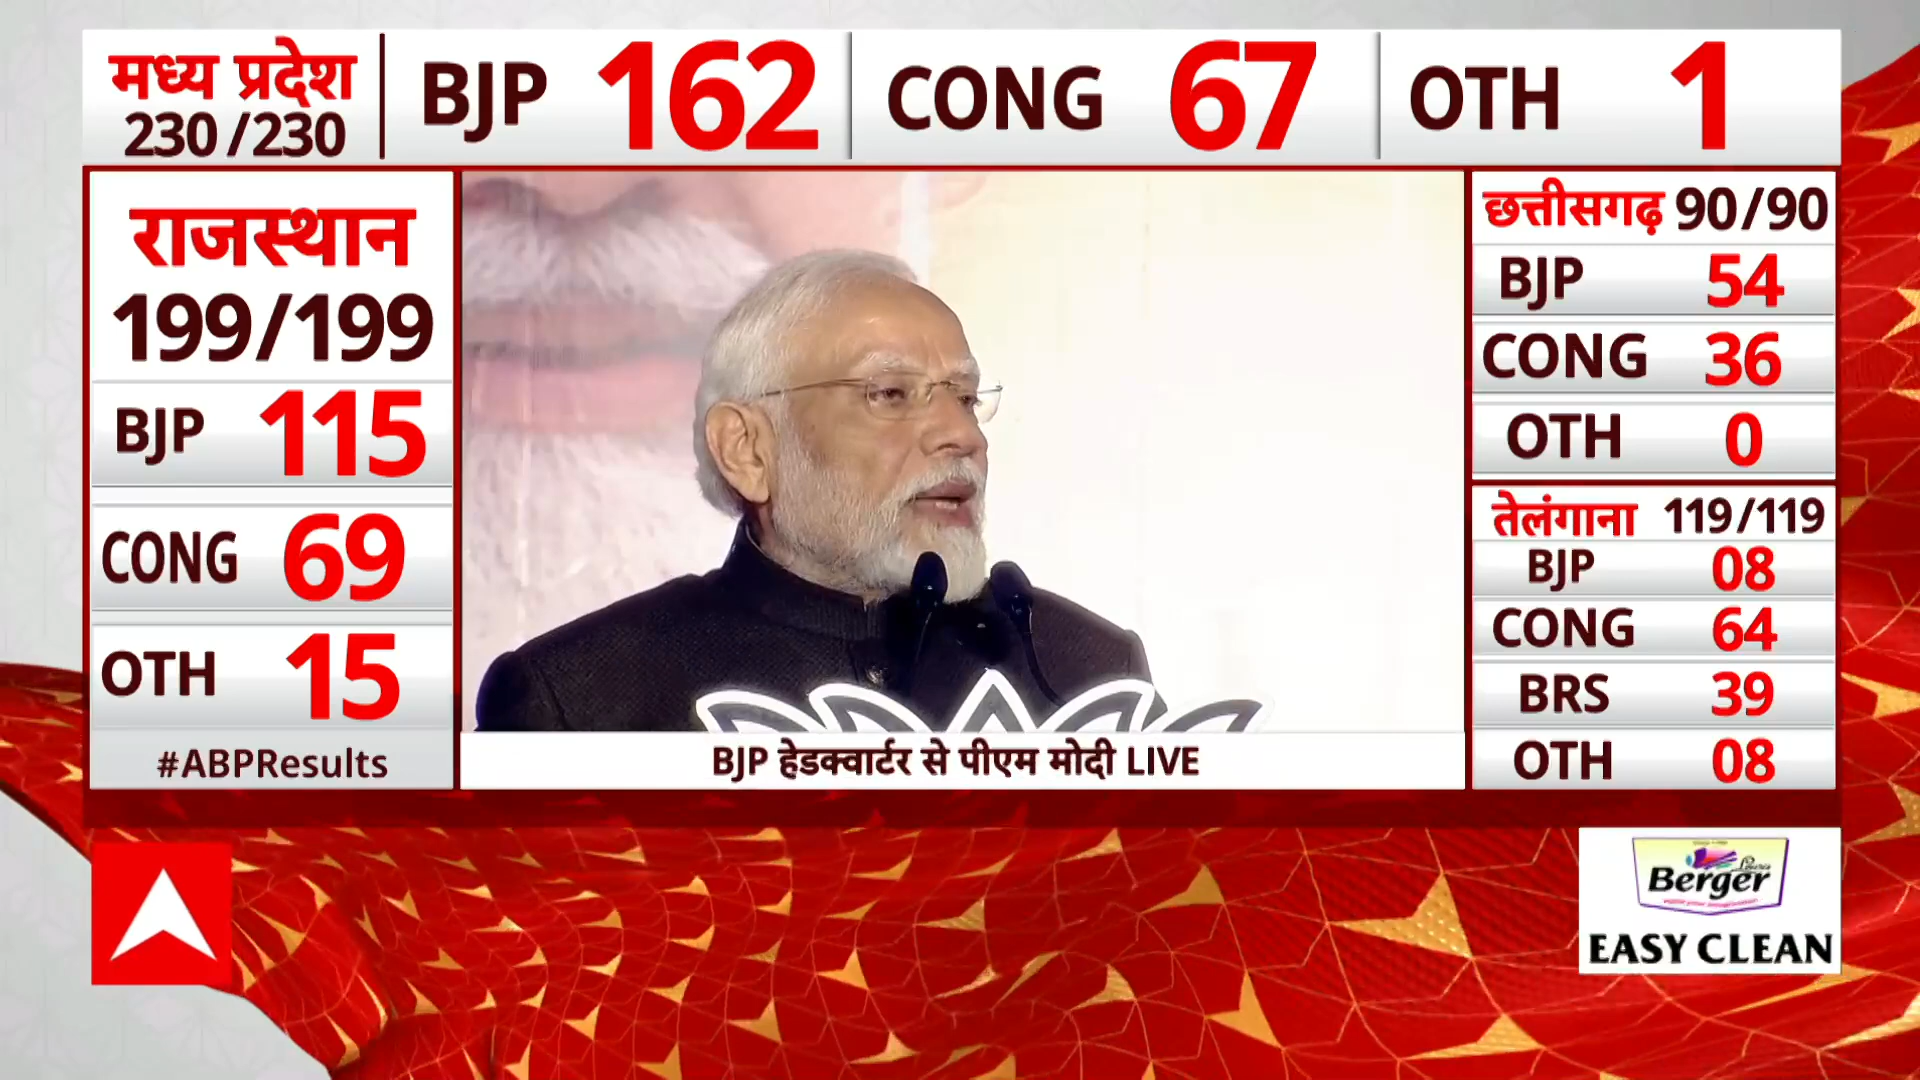 मध्य प्रदेश
230/230
BJP 162
CONG 67
OTH 1
राजस्थान
199/199
BJP 115
CONG 69
OTH 15
#ABPResults
BJP हेडक्वार्टर से पीएम मोदी LIVE
छत्तीसगढ़ 90/90
BJP 54
CONG 36
OTH 0
तेलंगाना 119/119
BJP 08
CONG 64
BRS 39
OTH 08
Berger
EASY CLEAN